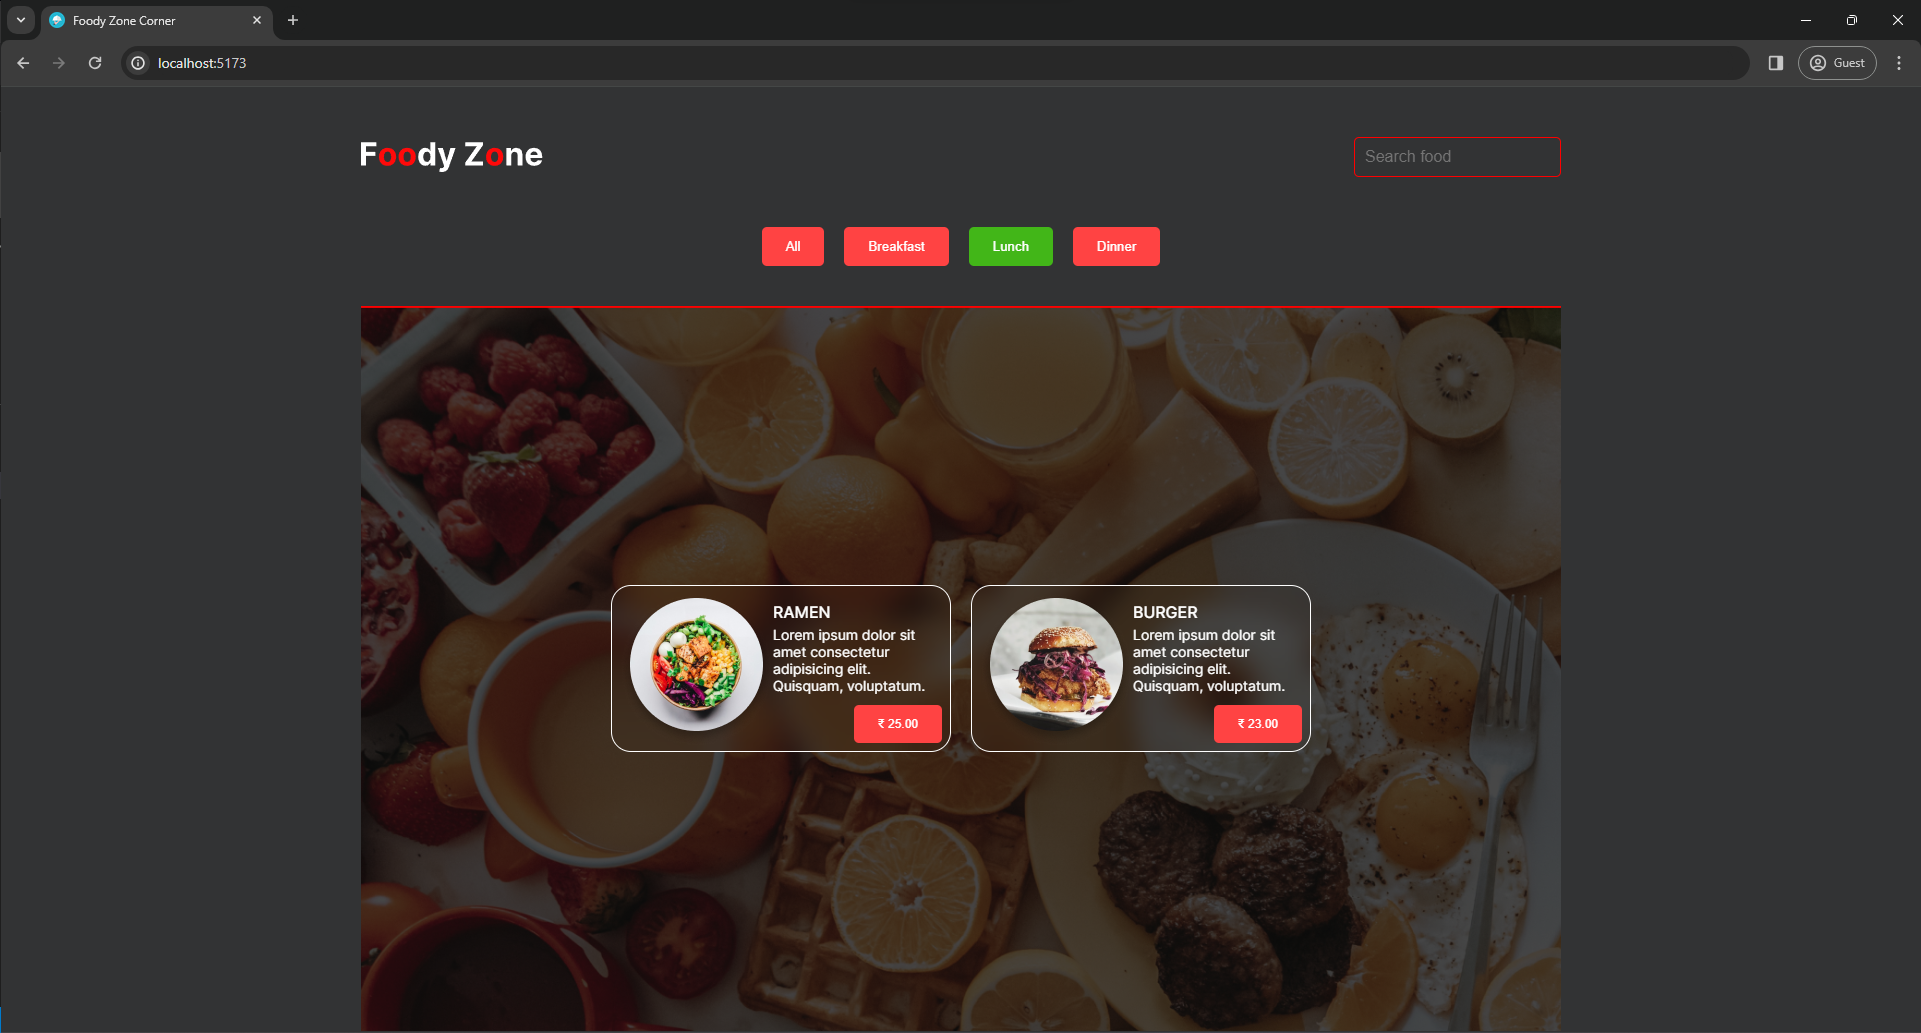 Foody Zone Corner
localhost:5173
Guest
Foody Zone
Search food
All
Breakfast
Lunch
Dinner
RAMEN
Lorem ipsum dolor sit
amet consectetur
adipisicing elit.
Quisquam, voluptatum.
₹ 25.00
BURGER
Lorem ipsum dolor sit
amet consectetur
adipisicing elit.
Quisquam, voluptatum.
₹ 23.00